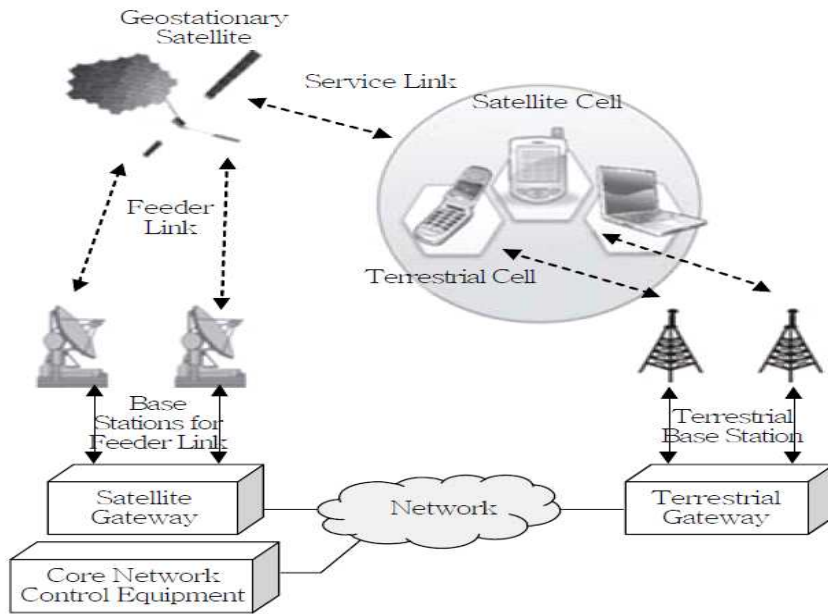 Geostationary
Satellite
Service Link
Satellite Cell
Feeder
Link
Terrestrial Cell
Base
Stations for
Feeder Link
Terrestrial
Base Station
Satellite
Gateway
Network
Terrestrial
Gateway
Core Network
Control Equipment